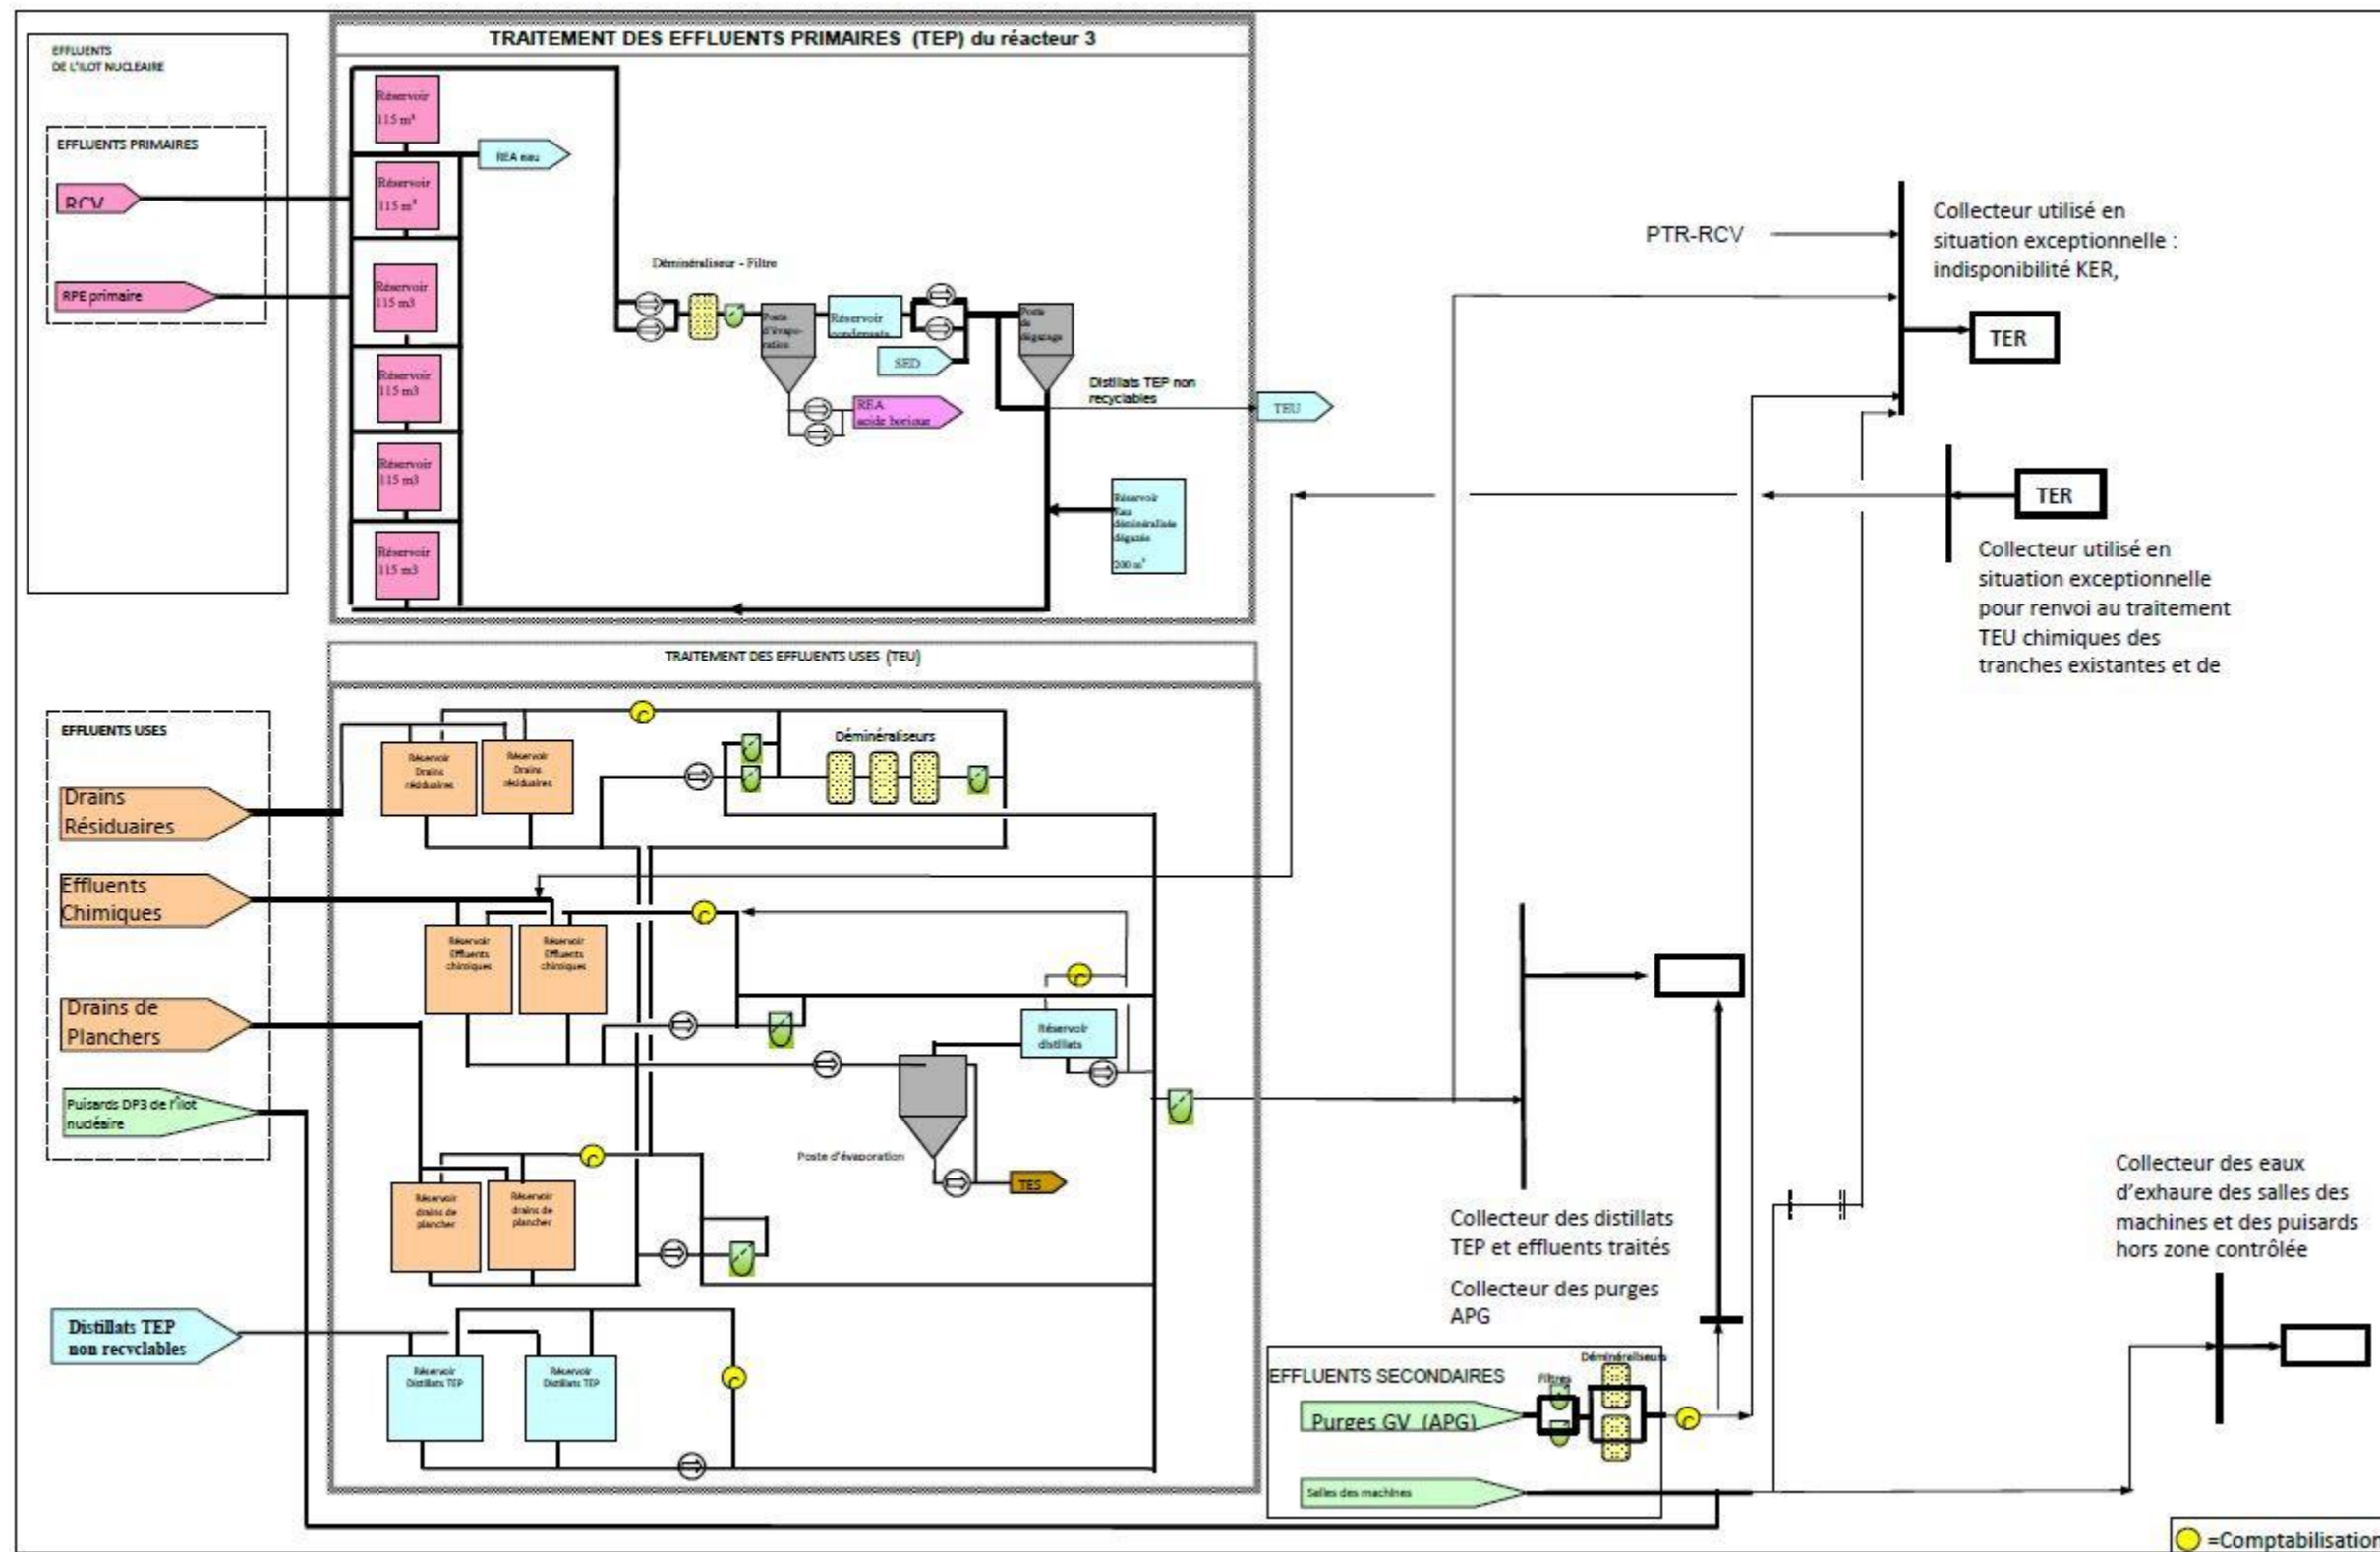 TRAITEMENT DES EFFLUENTS PRIMAIRES (TEP) du réacteur 3
EFFLUENTS
DE L'ILOT NUCLEAIRE
EFFLUENTS PRIMAIRES
RCV
RPE primaire
Réservoir
115 m³
Réservoir
115 m³
Réservoir
115 m3
Réservoir
115 m3
Réservoir
115 m3
Réservoir
115 m3
REA eau
Déminéraliseur - Filtre
Poste
d'évapo-
ration
Réservoir
condensats
SED
Poste
de
dégazage
REA
acide borique
Distillats TEP non
recyclables
TEU
Réservoir
Eau
déminéralisée
dégazée
200 m³
PTR-RCV
Collecteur utilisé en
situation exceptionnelle :
indisponibilité KER,
TER
TER
Collecteur utilisé en
situation exceptionnelle
pour renvoi au traitement
TEU chimiques des
tranches existantes et de
TRAITEMENT DES EFFLUENTS USES (TEU)
EFFLUENTS USES
Drains
Résiduaires
Effluents
Chimiques
Drains de
Planchers
Puisards DP3 de l'îlot
nucléaire
Distillats TEP
non recyclables
Réservoir
Drains
résiduaires
Réservoir
Drains
résiduaires
Déminéraliseurs
Réservoir
Effluents
chimiques
Réservoir
Effluents
chimiques
Réservoir
distillats
Poste d'évaporation
TES
Réservoir
drains de
plancher
Réservoir
drains de
plancher
Réservoir
Distillats TEP
Réservoir
Distillats TEP
Collecteur des distillats
TEP et effluents traités
Collecteur des purges
APG
EFFLUENTS SECONDAIRES
Filtres
Déminéraliseurs
Purges GV (APG)
Salles des machines
Collecteur des eaux
d'exhaure des salles des
machines et des puisards
hors zone contrôlée
=Comptabilisation